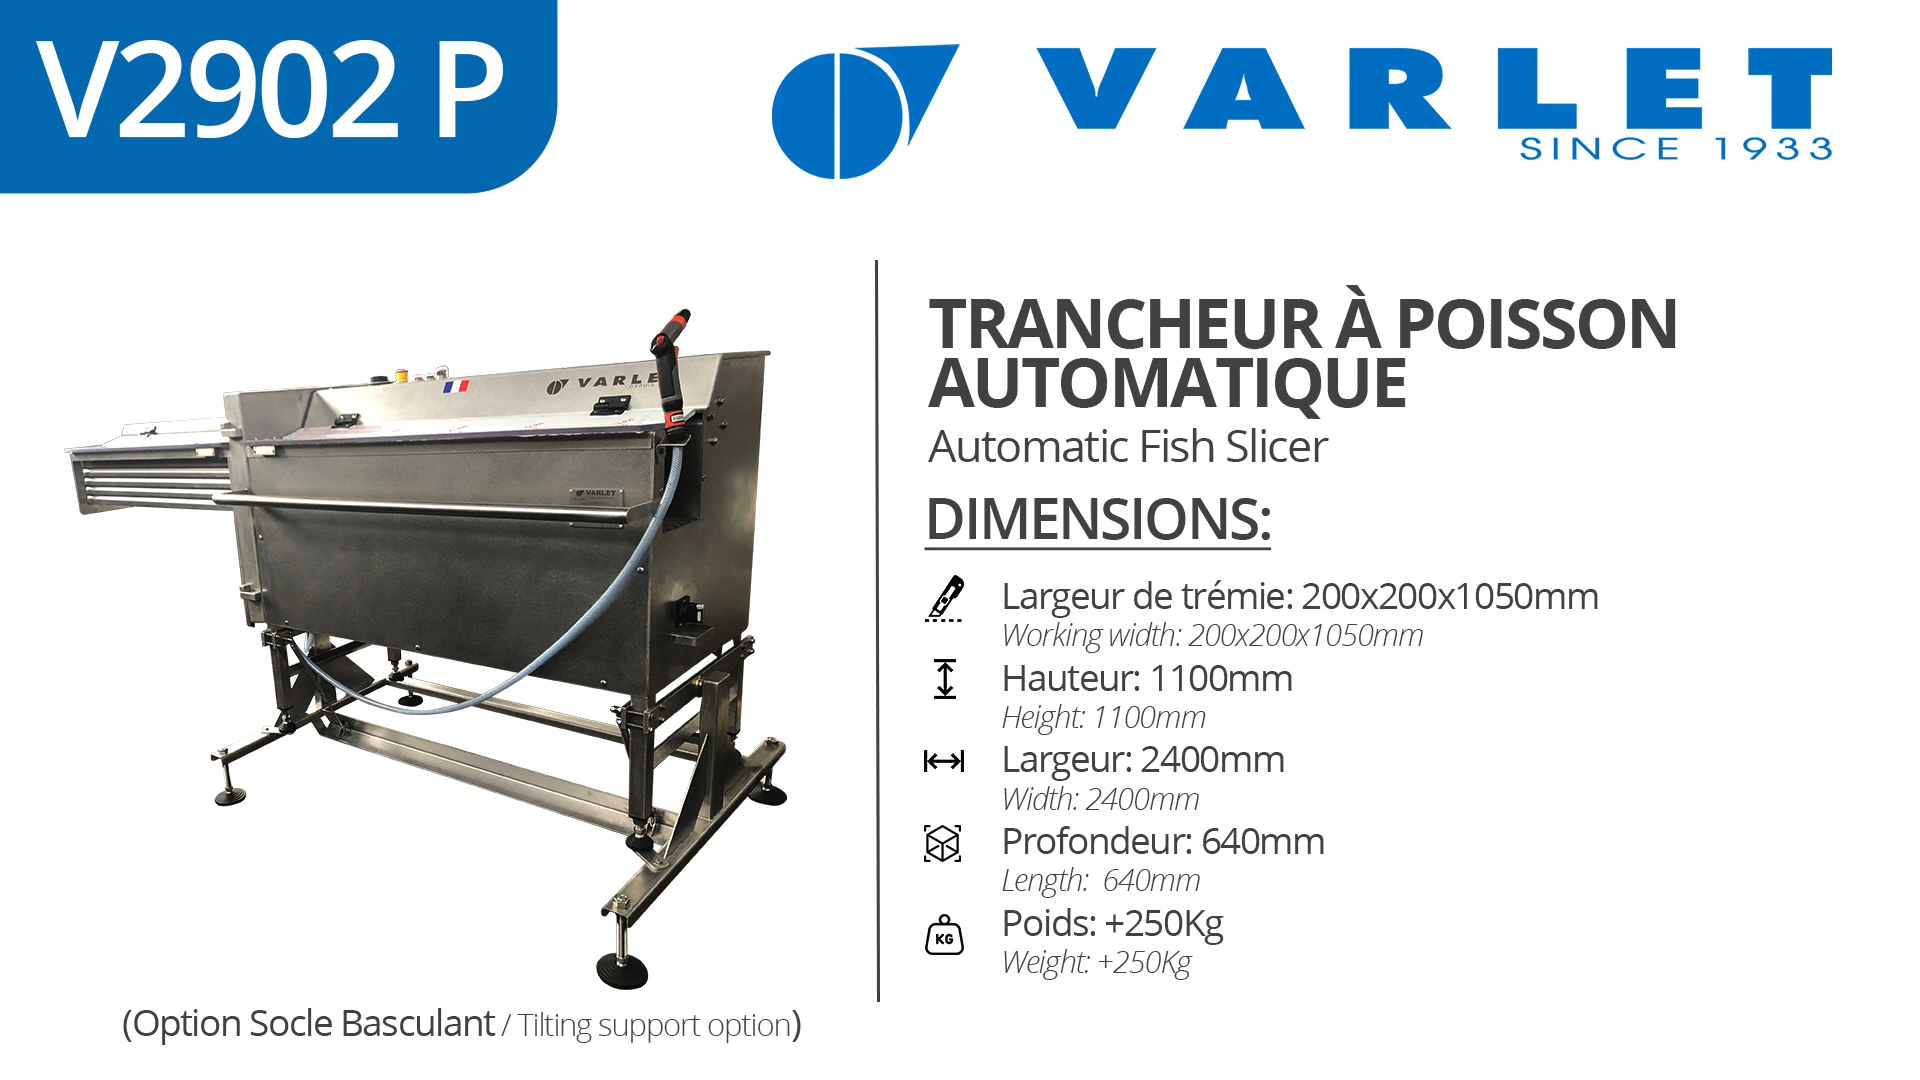 V2902 P
VARLET
SINCE 1933
VARLE
VARLET
TRANCHEUR À POISSON
AUTOMATIQUE
Automatic Fish Slicer
DIMENSIONS:
Largeur de trémie: 200x200x1050mm
Working width: 200x200x1050mm
Hauteur: 1100mm
Height: 1100mm
Largeur: 2400mm
Width: 2400mm
Profondeur: 640mm
Length: 640mm
KG
Poids: +250Kg
Weight: +250Kg
(Option Socle Basculant / Tilting support option)